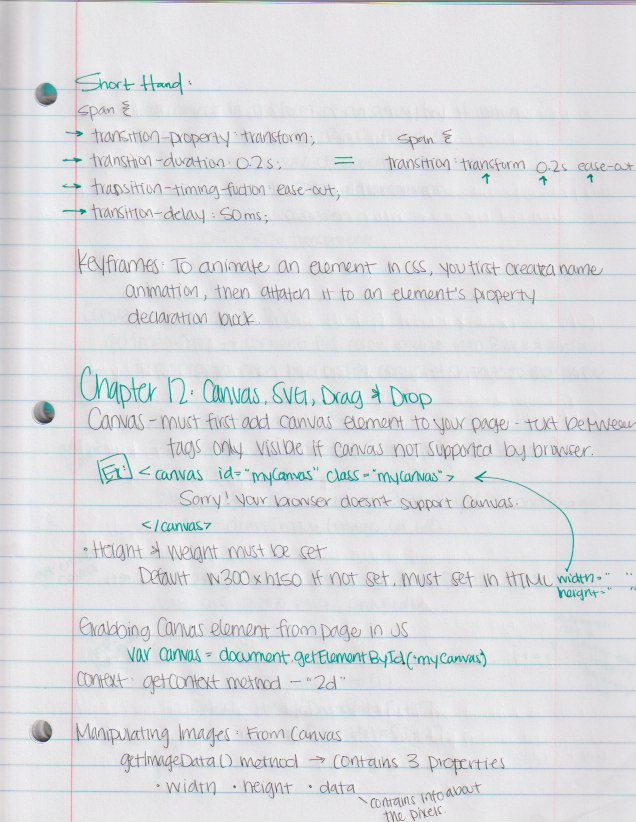 Short Hand:
span {
→ transition-property: transform;
→ transtion-duration: 0.2s;
→ transition-timing-fuction: ease-out;
→ transition-delay: 50ms;
=
span {
transition: transform 0.2s ease-out
Keyframes: To animate an element in CSS, you first create a name
animation, then attatch it to an element's property
declaration block.
Chapter 12: Canvas, SVG, Drag & Drop
Canvas - must first add canvas element to your page - text between
tags only visible if canvas not supported by browser.
Ex: <canvas id="myCanvas" class="myCanvas">
Sorry! Your browser doesn't support Canvas.
</canvas>
• Height & Weight must be set
Default w300 x h150 if not set, must set in HTML width=" "
height=" "
Grabbing Canvas element from page in JS
var canvas = document.getElementById('myCanvas)
context: getContext method - "2d"
Manipulating Images: From Canvas
getImageData() method → contains 3 properties
• width • height • data
contains info about
the pixels.